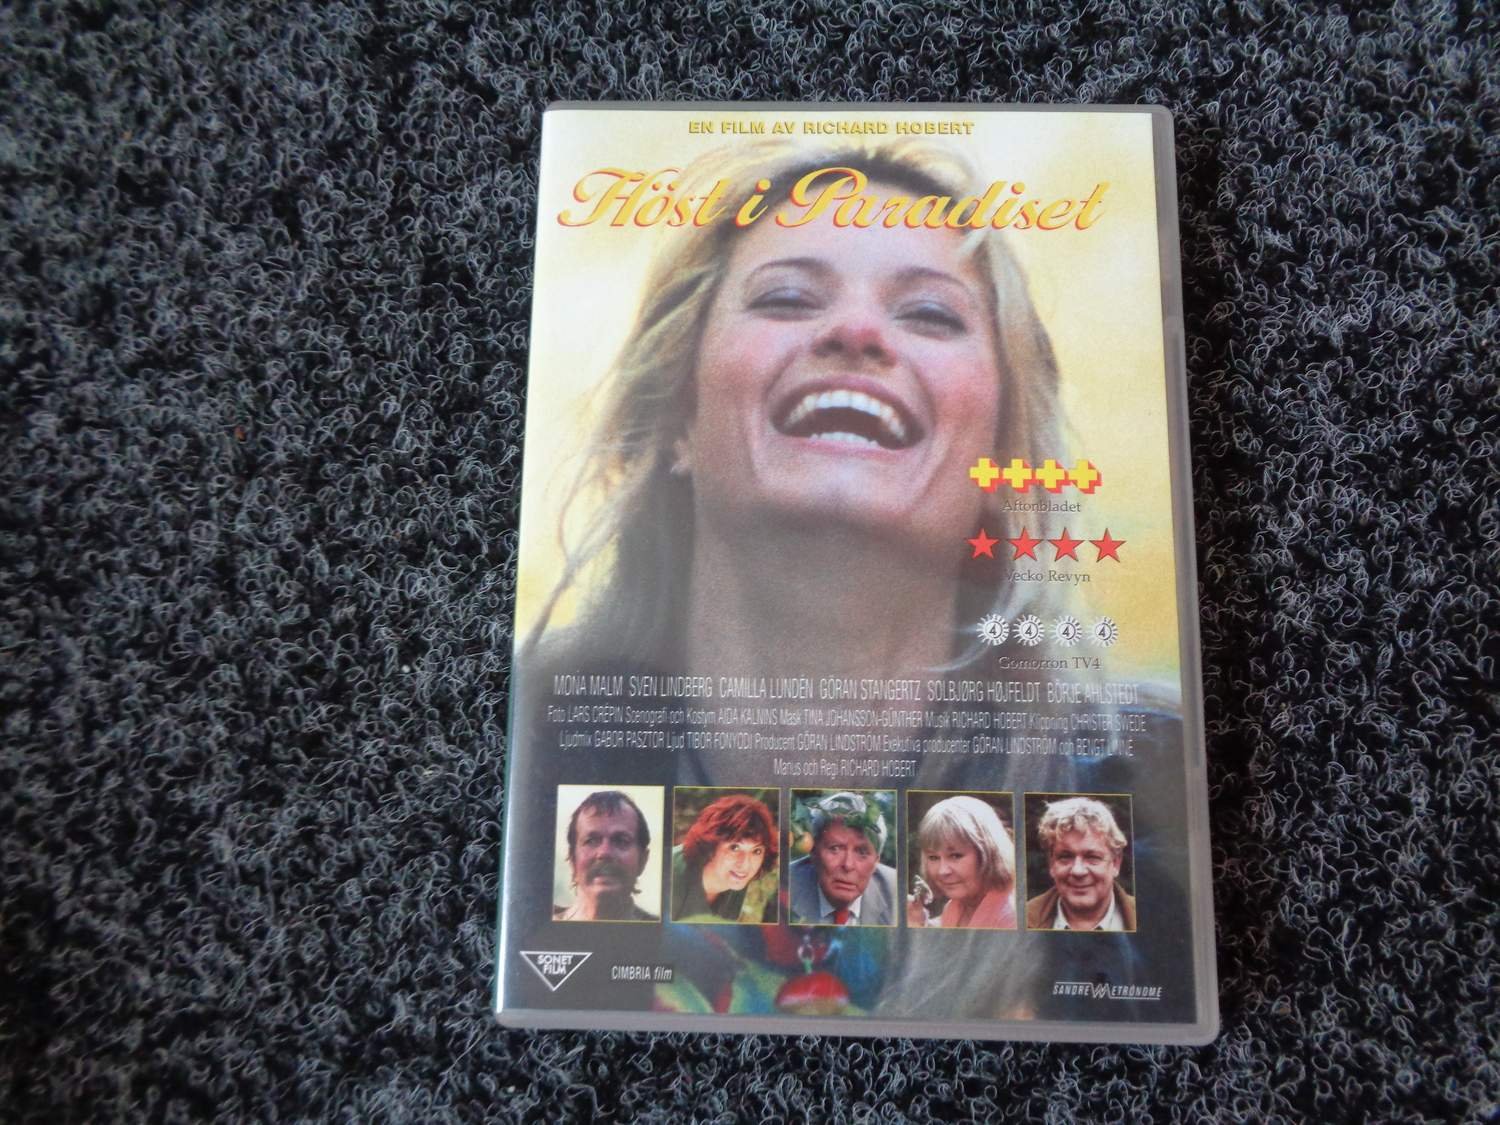 EN FILM AV RICHARD HOBERT
Höst i Paradiset
Aftonbladet
Vecko Revyn
4 4 4 4
Gomorron TV4
MONA MALM SVEN LINDBERG CAMILLA LUNDÉN GÖRAN STANGERTZ SOLBJØRG HØJFELDT BÖRJE AHLSTEDT
Foto LARS CRÉPIN Scenografi och Kostym AIDA KALNINS Mask TINA JOHANSSON-GÜNTHER Musik RICHARD HOBERT Klippning CHRISTER SWEDE
Ljudmix GABOR PASZTOR Ljud TIBOR FONYODI Producent GÖRAN LINDSTRÖM Exekutiva producenter GÖRAN LINDSTRÖM och BENGT LINNÉ
Manus och Regi RICHARD HOBERT
SONET
FILM
CIMBRIA film
SANDREW METRONOME